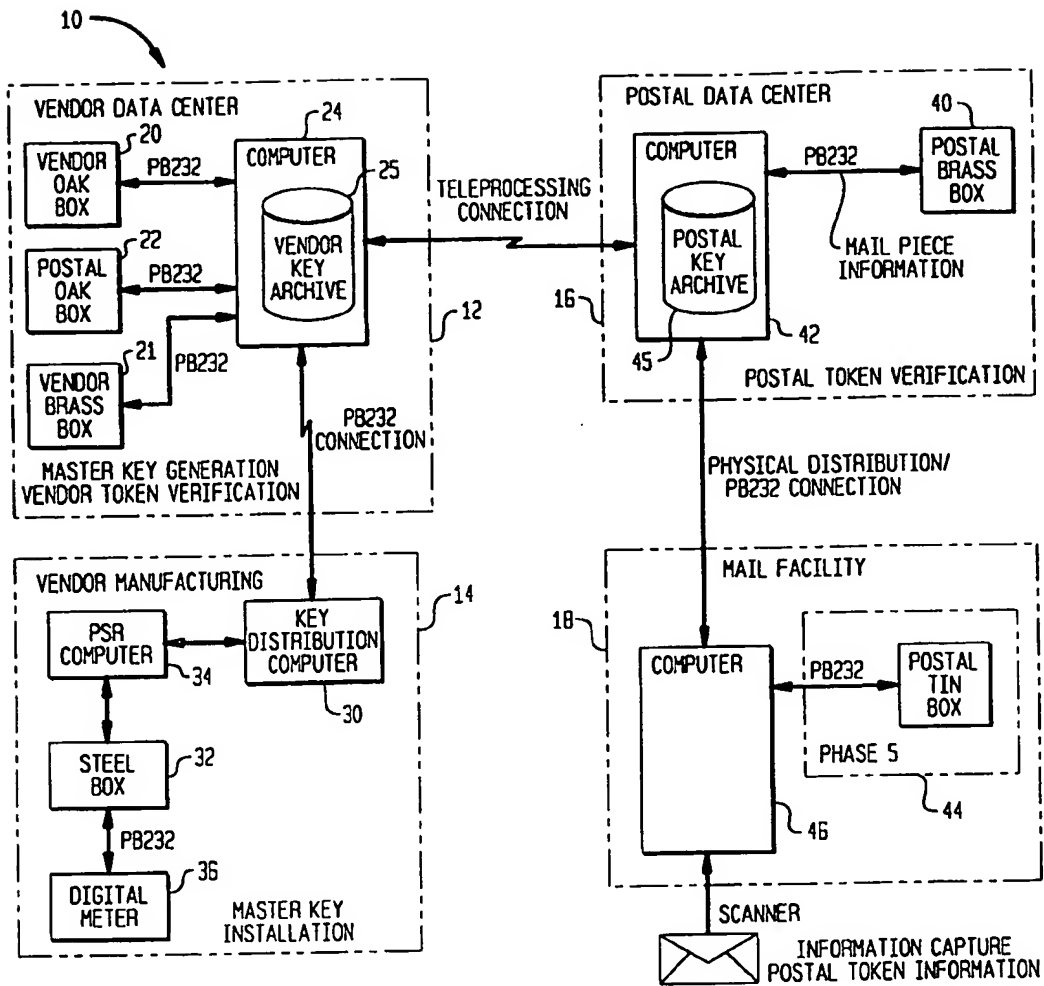 10
VENDOR DATA CENTER
20
VENDOR
OAK
BOX
PB232
22
POSTAL
OAK
BOX
PB232
21
VENDOR
BRASS
BOX
PB232
24
COMPUTER
25
VENDOR
KEY
ARCHIVE
12
MASTER KEY GENERATION
VENDOR TOKEN VERIFICATION
TELEPROCESSING
CONNECTION
PB232
CONNECTION
POSTAL DATA CENTER
COMPUTER
POSTAL
KEY
ARCHIVE
45
42
16
PB232
40
POSTAL
BRASS
BOX
MAIL PIECE
INFORMATION
POSTAL TOKEN VERIFICATION
PHYSICAL DISTRIBUTION/
PB232 CONNECTION
VENDOR MANUFACTURING
14
PSR
COMPUTER
34
KEY
DISTRIBUTION
COMPUTER
30
STEEL
BOX
32
PB232
DIGITAL
METER
36
MASTER KEY
INSTALLATION
MAIL FACILITY
18
COMPUTER
46
PB232
POSTAL
TIN
BOX
PHASE 5
44
SCANNER
INFORMATION CAPTURE
POSTAL TOKEN INFORMATION